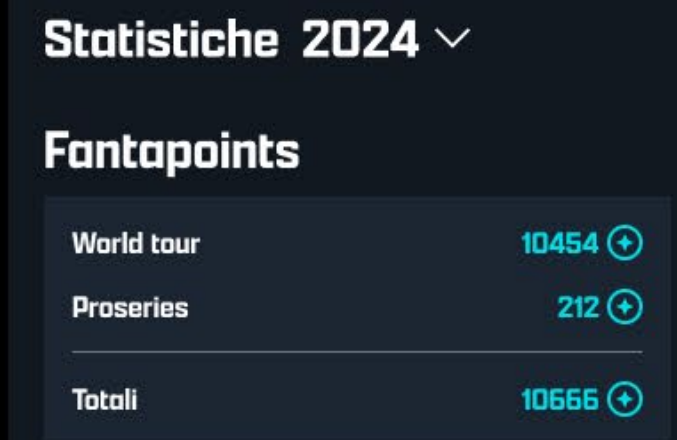 Statistiche 2024
Fantapoints
World tour 10454
Proseries 212
Totali 10666